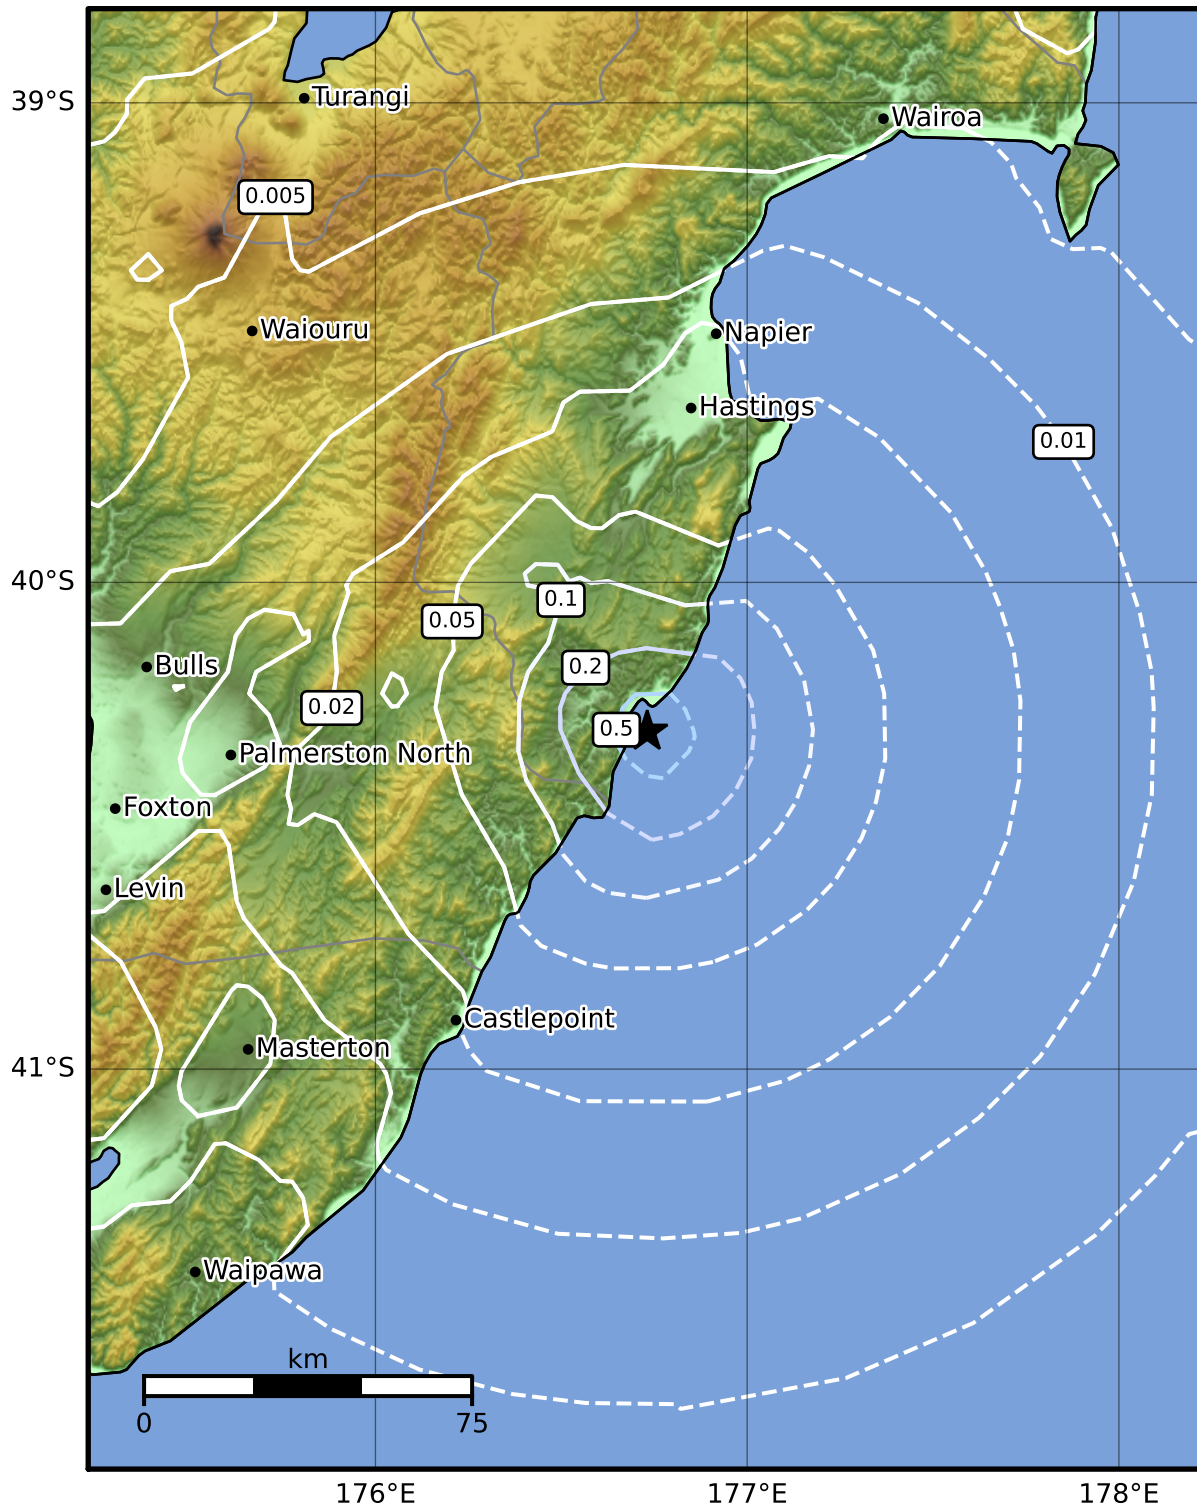 39°S
Turangi
Wairoa
0.005
Waiouru
Napier
Hastings
0.01
40°S
0.1
0.05
Bulls
0.2
0.02
0.5
Palmerston North
Foxton
Levin
Castlepoint
Masterton
41°S
Waipawa
km
0 75
176°E 177°E 178°E